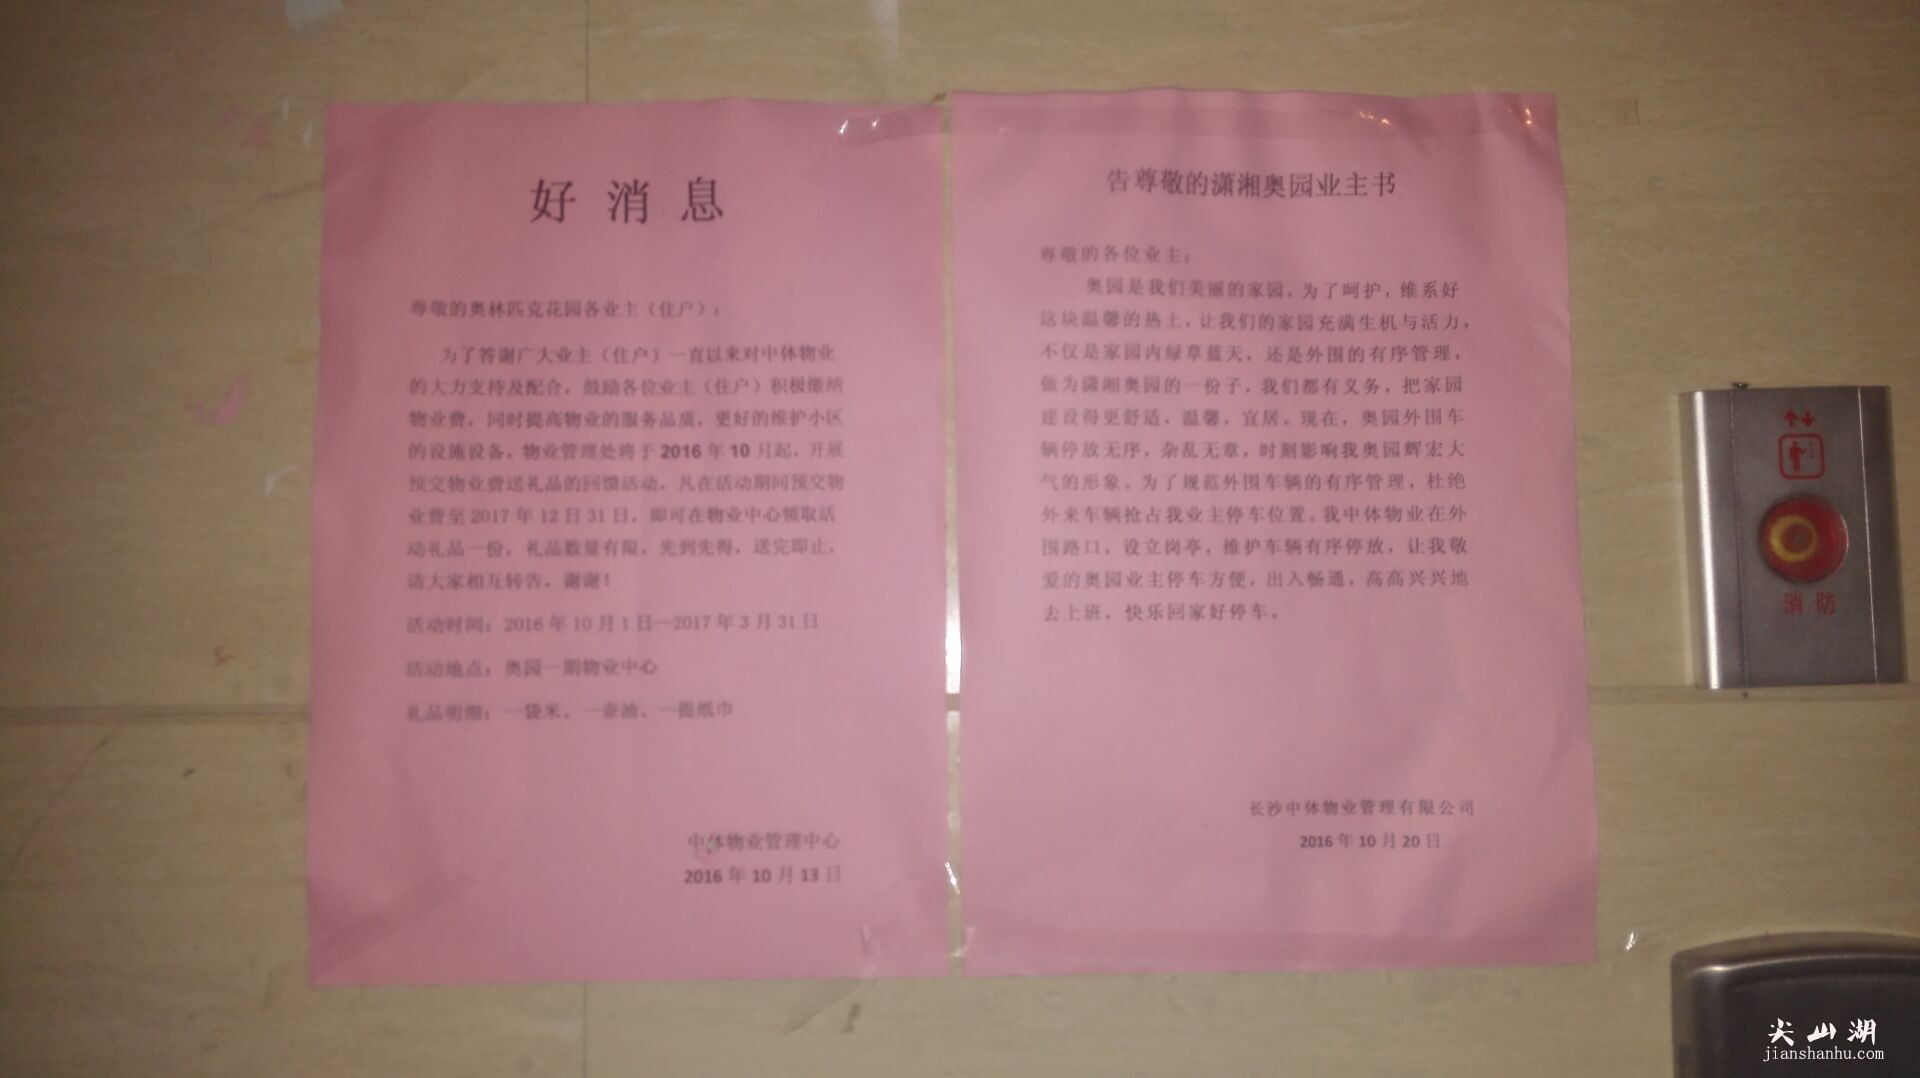 好消息
尊敬的奥林匹克花园各业主（住户）：
为了答谢广大业主（住户）一直以来对中体物业
的大力支持及配合，鼓励各位业主（住户）积极缴纳
物业费，同时提高物业的服务品质，更好的维护小区
的设施设备，物业管理处将于2016年10月起，开展
预交物业费送礼品的回馈活动，凡在活动期间预交物
业费至2017年12日31日，即可在物业中心领取活
动礼品一份，礼品数量有限，先到先得，送完即止，
请大家相互转告，谢谢！
活动时间：2016年10月1日—2017年3月31日
活动地点：奥园一期物业中心
礼品明细：一袋米、一壶油、一提纸巾
中体物业管理中心
2016年10月13日
告尊敬的潇湘奥园业主书
尊敬的各位业主：
奥园是我们美丽的家园，为了呵护，维系好
这块温馨的热土，让我们的家园充满生机与活力，
不仅是家园内绿草蓝天，还是外围的有序管理，
做为潇湘奥园的一份子，我们都有义务，把家园
建设得更舒适，温馨，宜居。现在，奥园外围车
辆停放无序，杂乱无章，时刻影响我奥园辉宏大
气的形象。为了规范外围车辆的有序管理，杜绝
外来车辆抢占我业主停车位置。我中体物业在外
围路口，设立岗亭，维护车辆有序停放，让我敬
爱的奥园业主停车方便，出入畅通，高高兴兴地
去上班，快乐回家好停车。
长沙中体物业管理有限公司
2016年10月20日
消防
尖山湖
jianshanhu.com